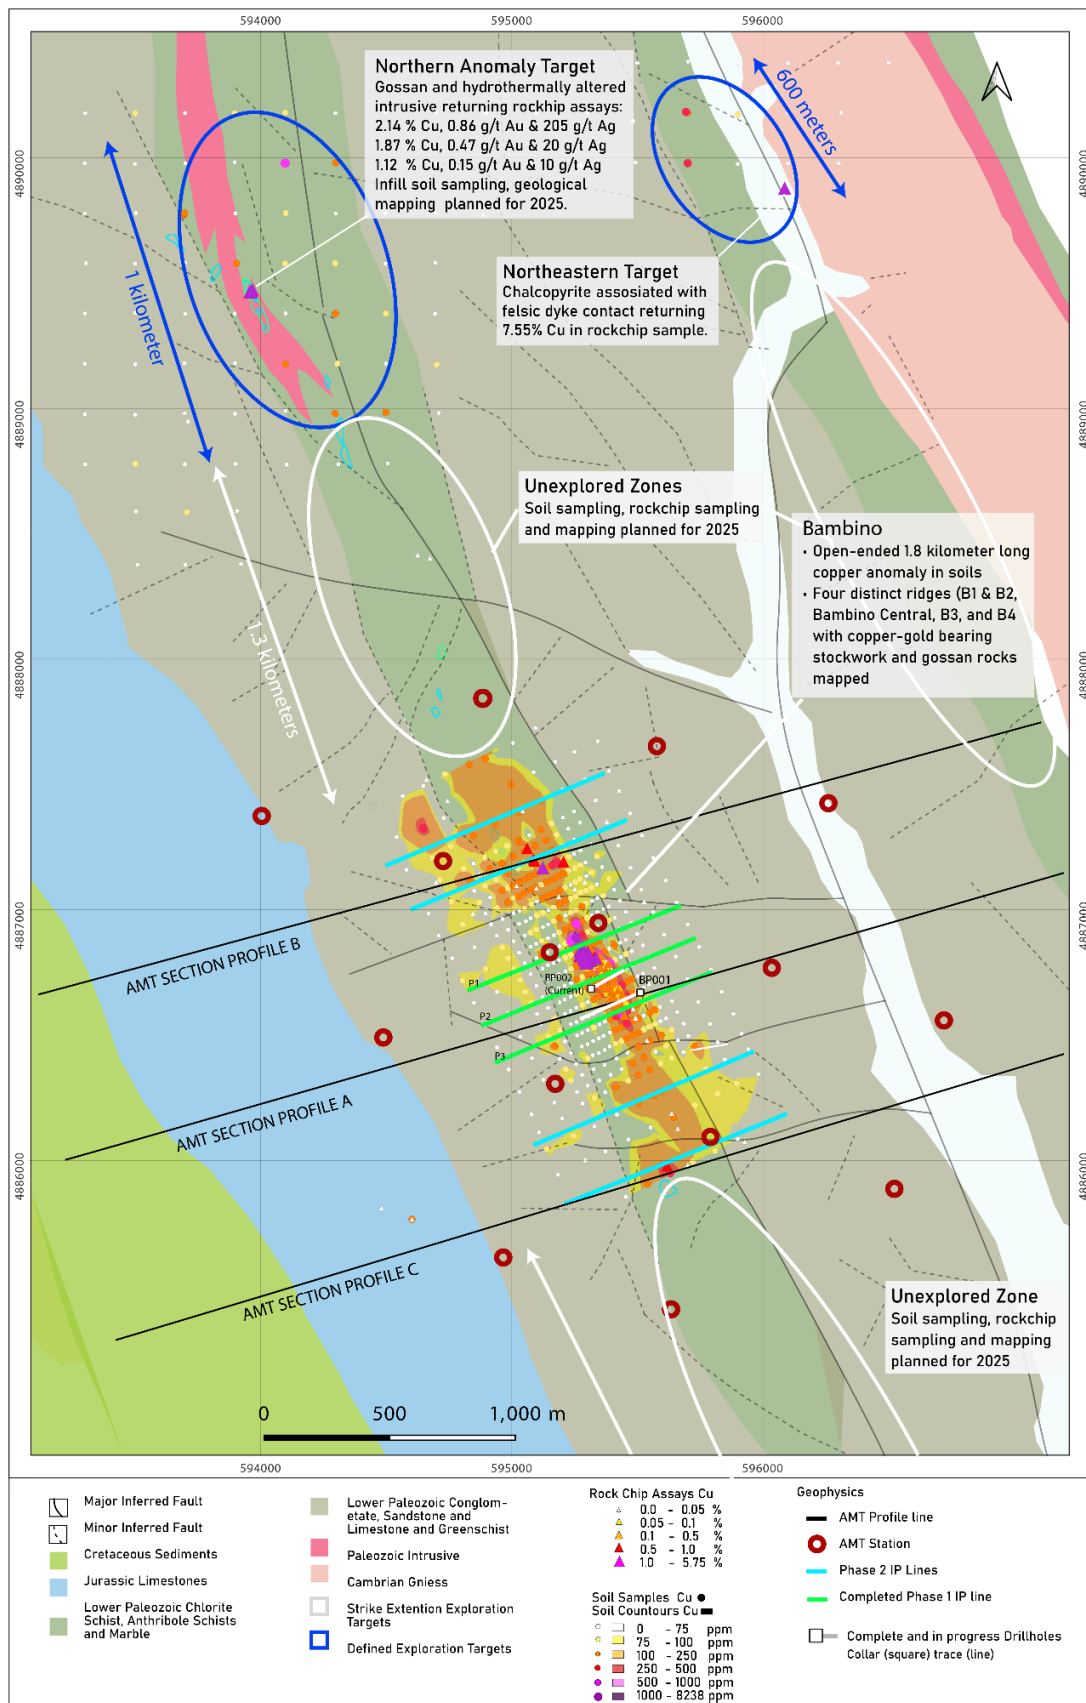 594000
595000
596000
Northern Anomaly Target
Gossan and hydrothermally altered
intrusive returning rockhip assays:
2.14 % Cu, 0.86 g/t Au & 205 g/t Ag
1.87 % Cu, 0.47 g/t Au & 20 g/t Ag
1.12 % Cu, 0.15 g/t Au & 10 g/t Ag
Infill soil sampling, geological
mapping planned for 2025.
600 meters
4890000
4890000
1 kilometer
Northeastern Target
Chalcopyrite assosiated with
felsic dyke contact returning
7.55% Cu in rockchip sample.
4889000
4889000
Unexplored Zones
Soil sampling, rockchip sampling
and mapping planned for 2025
Bambino
• Open-ended 1.8 kilometer long
copper anomaly in soils
• Four distinct ridges (B1 & B2,
Bambino Central, B3, and B4
with copper-gold bearing
stockwork and gossan rocks
mapped
1.3 kilometers
4888000
4888000
4887000
4887000
AMT SECTION PROFILE B
P1
BP002
(Current)
BP001
P2
P3
AMT SECTION PROFILE A
4886000
4886000
AMT SECTION PROFILE C
Unexplored Zone
Soil sampling, rockchip
sampling and mapping
planned for 2025
0 500 1,000 m
594000
595000
596000
Major Inferred Fault
Minor Inferred Fault
Cretaceous Sediments
Jurassic Limestones
Lower Paleozoic Chlorite
Schist, Anthribole Schists
and Marble
Lower Paleozoic Conglom-
etate, Sandstone and
Limestone and Greenschist
Paleozoic Intrusive
Cambrian Gniess
Strike Extention Exploration
Targets
Defined Exploration Targets
Rock Chip Assays Cu
0.0 - 0.05 %
0.05 - 0.1 %
0.1 - 0.5 %
0.5 - 1.0 %
1.0 - 5.75 %
Soil Samples Cu
Soil Countours Cu
0 - 75 ppm
75 - 100 ppm
100 - 250 ppm
250 - 500 ppm
500 - 1000 ppm
1000 - 8238 ppm
Geophysics
AMT Profile line
AMT Station
Phase 2 IP Lines
Completed Phase 1 IP line
Complete and in progress Drillholes
Collar (square) trace (line)